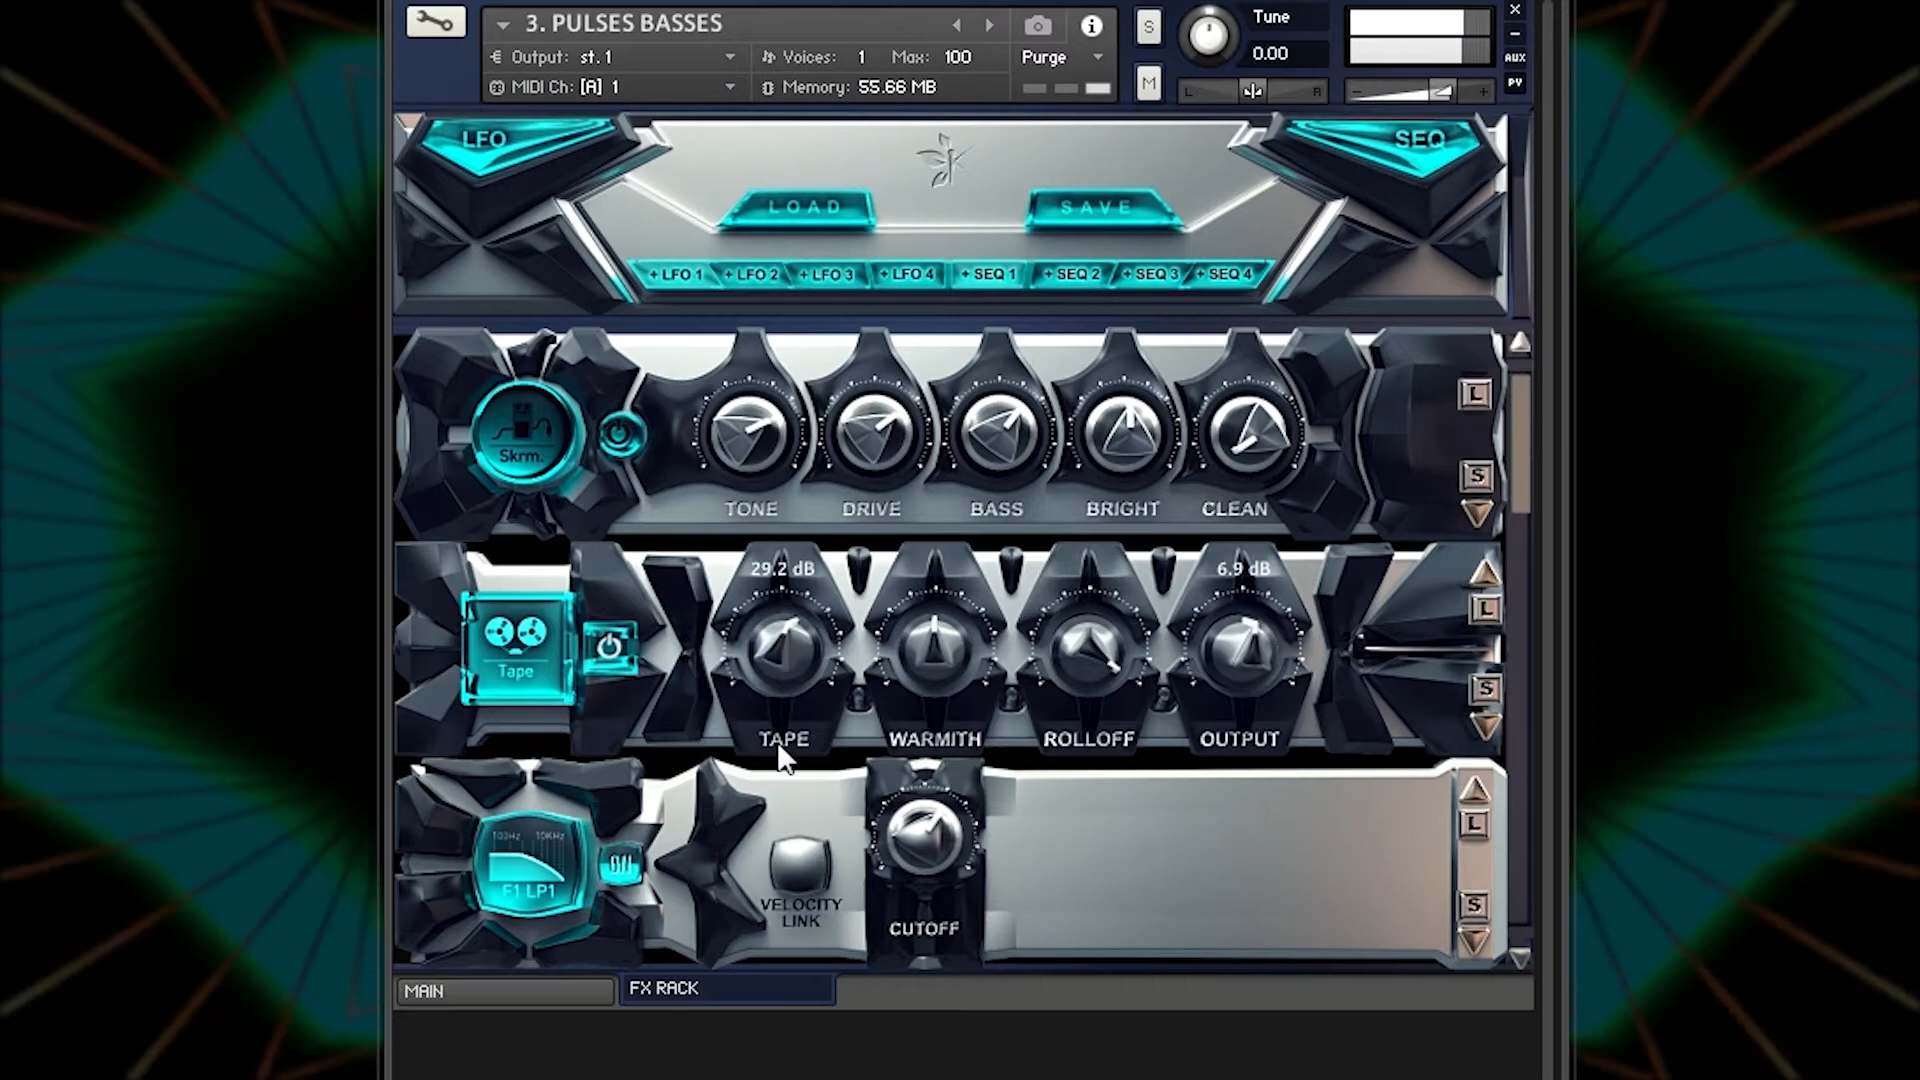 3. PULSES BASSES
Output: st.1
Voices: 1 Max: 100
Purge
MIDI Ch: [A] 1
Memory: 55.66 MB
S
M
Tune
0.00
L R
- +
×
-
AUX
PV
LFO
SEQ
LOAD
SAVE
+ LFO 1
+ LFO 2
+ LFO 3
+ LFO 4
+ SEQ 1
+ SEQ 2
+ SEQ 3
+ SEQ 4
Skrm.
TONE
DRIVE
BASS
BRIGHT
CLEAN
L
S
29.2 dB
6.9 dB
Tape
TAPE
WARMITH
ROLLOFF
OUTPUT
L
S
100Hz 10KHz
F1 LP1
VELOCITY
LINK
CUTOFF
L
S
MAIN
FX RACK